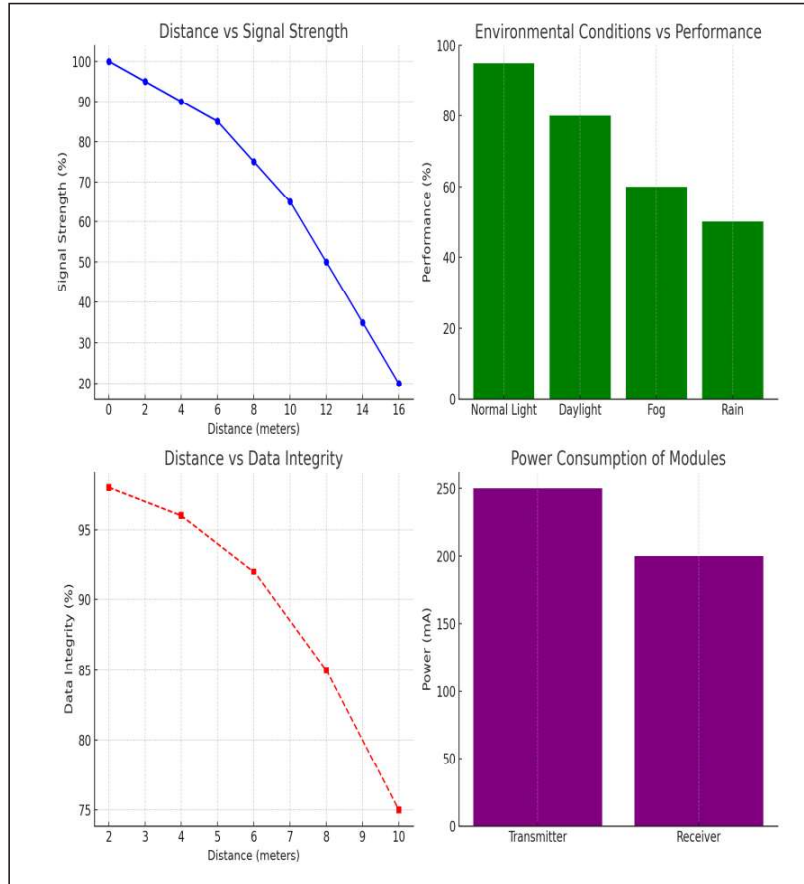 Distance vs Signal Strength
Signal Strength (%)
100
90
80
70
60
50
40
30
20
0 2 4 6 8 10 12 14 16
Distance (meters)
Environmental Conditions vs Performance
Performance (%)
100
80
60
40
20
0
Normal Light Daylight Fog Rain
Distance vs Data Integrity
Data Integrity (%)
95
90
85
80
75
2 3 4 5 6 7 8 9 10
Distance (meters)
Power Consumption of Modules
Power (mA)
250
200
150
100
50
0
Transmitter Receiver